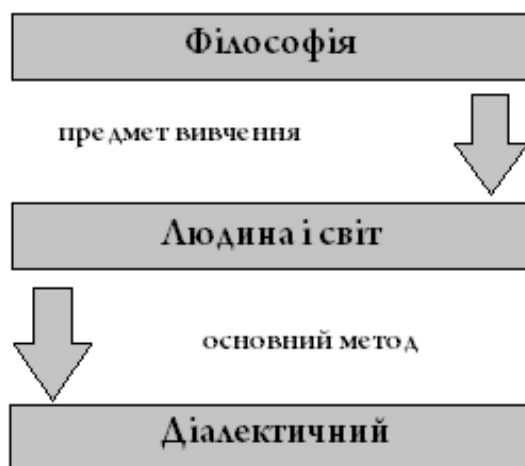 Філософія
предмет вивчення
Людина і світ
основний метод
Діалектичний